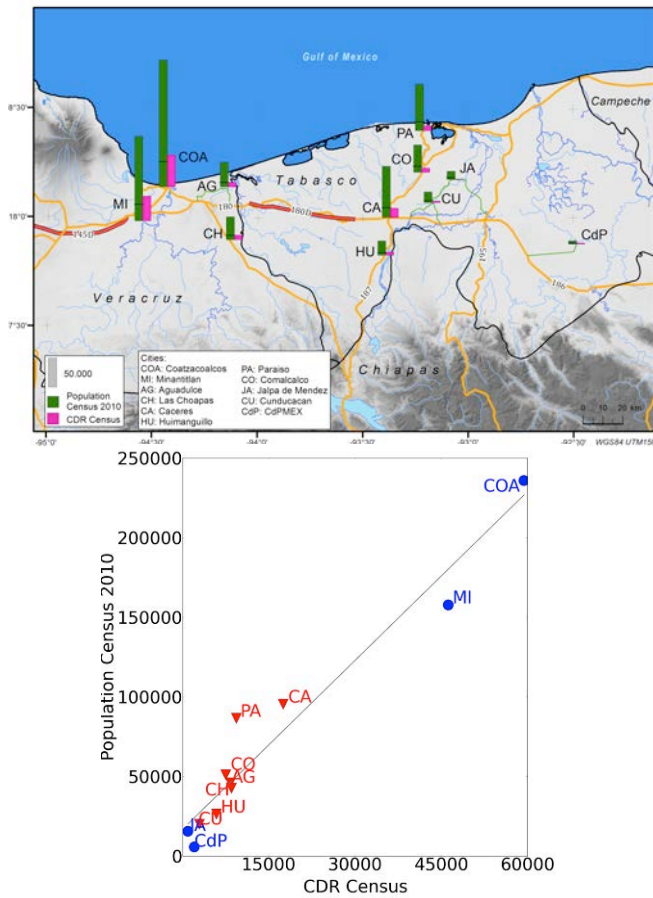 Gulf of Mexico
8°30'
Campeche
PA
COA
CO
JA
AG
Tabasco
MI
180
180D
CA
CU
18°0
CH
CdP
145D
HU
195
187
186
Veracruz
7°30'
Chiapas
50.000
Population
Census 2010
CDR Census
Cities:
COA: Coatzacoalcos
MI: Minantitlan
AG: Aguadulce
CH: Las Choapas
CA: Caceres
HU: Huimanguillo
PA: Paraiso
CO: Comalcalco
JA: Jalpa de Mendez
CU: Cunducacan
CdP: CdPMEX
0 10 20 km
-95°0
-94°30
-94°0
-93°30
-93°0
-92°30
WGS84 UTM15
250000
COA
200000
Population Census 2010
MI
150000
100000
PA
CA
50000
CO
AG
CH
HU
CU
JA
CdP
0
15000
30000
45000
60000
CDR Census